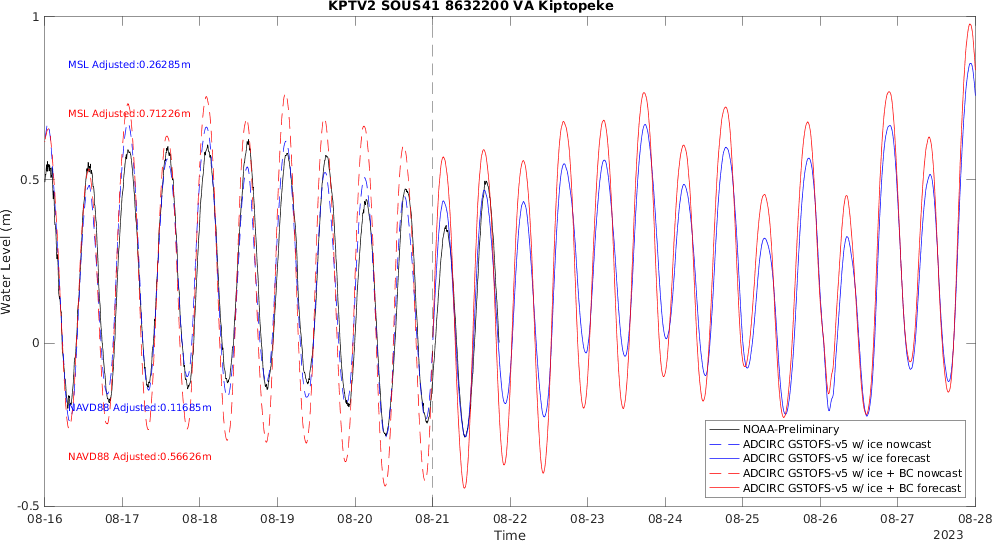 KPTV2 SOUS41 8632200 VA Kiptopeke
Water Level (m)
1
0.5
0
-0.5
MSL Adjusted:0.26285m
MSL Adjusted:0.71226m
NAVD88 Adjusted:0.11685m
NAVD88 Adjusted:0.56626m
NOAA-Preliminary
ADCIRC GSTOFS-v5 w/ ice nowcast
ADCIRC GSTOFS-v5 w/ ice forecast
ADCIRC GSTOFS-v5 w/ ice + BC nowcast
ADCIRC GSTOFS-v5 w/ ice + BC forecast
08-16 08-17 08-18 08-19 08-20 08-21 08-22 08-23 08-24 08-25 08-26 08-27 08-28
Time
2023